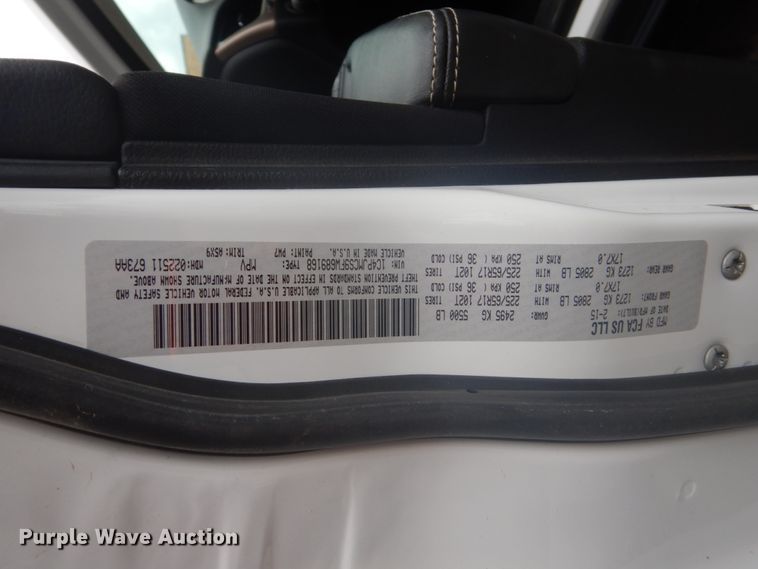 MFD BY FCA US LLC
DATE OF MFR(BUILT): 2-15 GVWR: 2495 KG 5500 LB
GAWR FRONT: 1273 KG 2805 LB WITH 225/65R17 102T TIRES
17X7.0 RIMS AT 250 KPA( 36 PSI) COLD
GAWR REAR: 1273 KG 2805 LB WITH 225/65R17 102T TIRES
17X7.0 RIMS AT 250 KPA( 36 PSI) COLD
THIS VEHICLE CONFORMS TO ALL APPLICABLE U.S.A. FEDERAL MOTOR VEHICLE SAFETY AND
THEFT PREVENTION STANDARDS IN EFFECT ON THE DATE OF MANUFACTURE SHOWN ABOVE.
VIN: 1C4PJMCS9FW689168 TYPE: MPV MDH:022511 673AA
VEHICLE MADE IN U.S.A. PAINT: PW7 TRIM: A5X9
Purple Wave Auction